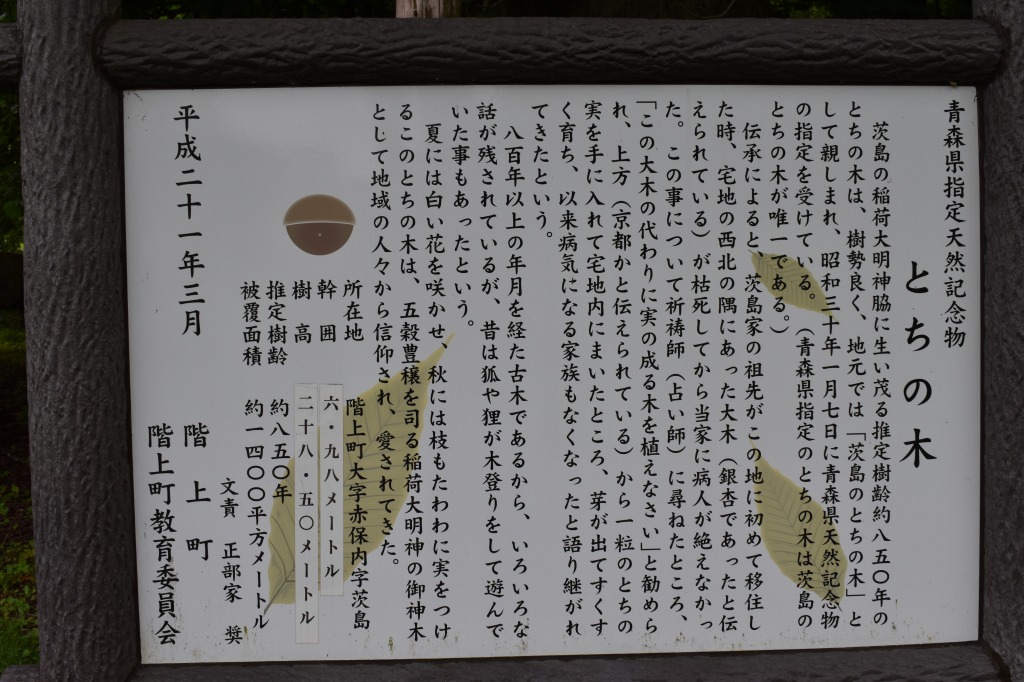 青森県指定天然記念物
とちの木
茨島の稲荷大明神脇に生い茂る推定樹齢約八五〇年の
とちの木は、樹勢良く、地元では「茨島のとちの木」と
して親しまれ、昭和三十年一月七日に青森県天然記念物
の指定を受けている。（青森県指定のとちの木は茨島の
とちの木が唯一である。）
伝承によると、茨島家の祖先がこの地に初めて移住し
た時、宅地の西北の隅にあった大木（銀杏であったと伝
えられている）が枯死してから当家に病人が絶えなかっ
た。この事について祈祷師（占い師）に尋ねたところ、
「この大木の代わりに実の成る木を植えなさい」と勧めら
れ、上方（京都かと伝えられている）から一粒のとちの
実を手に入れて宅地内にまいたところ、芽が出てすくす
く育ち、以来病気になる家族もなくなったと語り継がれ
てきたという。
八百年以上の年月を経た古木であるから、いろいろな
話が残されているが、昔は狐や狸が木登りをして遊んで
いた事もあったという。
夏には白い花を咲かせ、秋には枝もたわわに実をつけ
るこのとちの木は、五穀豊穣を司る稲荷大明神の御神木
として地域の人々から信仰され、愛されてきた。
所在地　階上町大字赤保内字茨島
幹　囲　六・九八メートル
樹　高　二十八・五〇メートル
推定樹齢　約八五〇年
被覆面積　約一四〇〇平方メートル
文責　正部家　奨
平成二十一年三月
階上町
階上町教育委員会